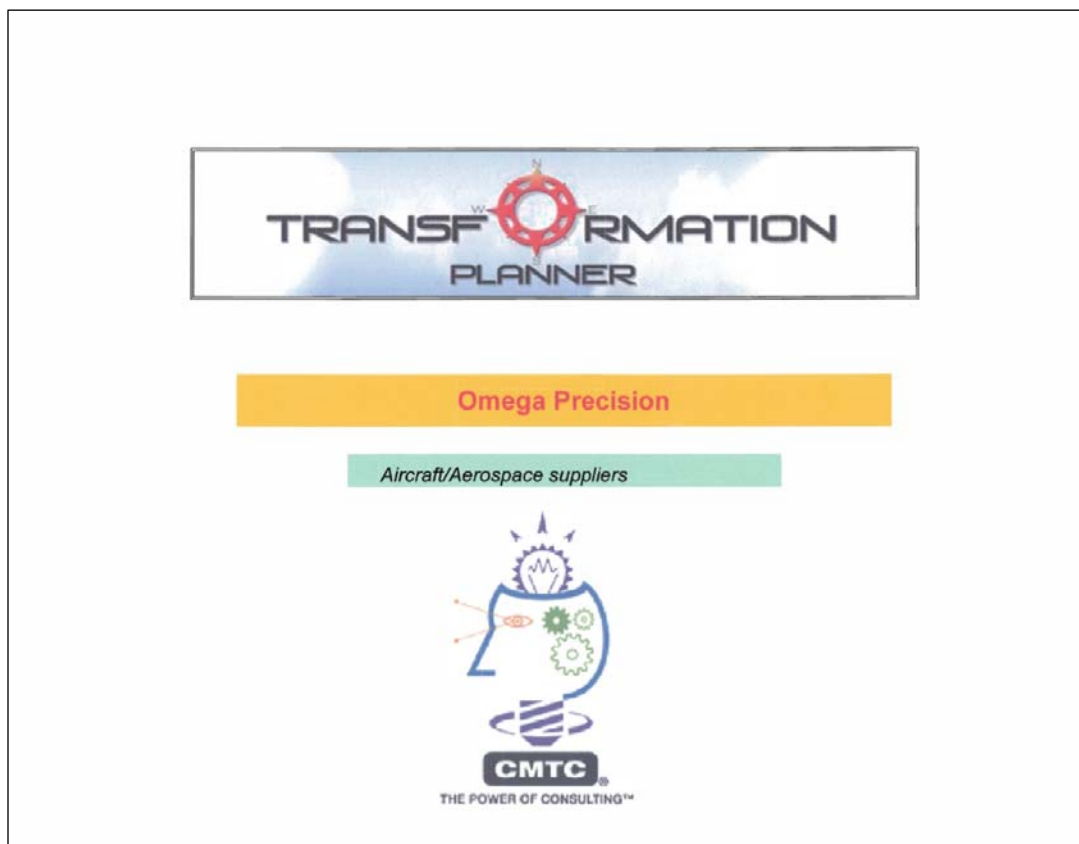 N
W E
TRANSFORMATION
S
PLANNER
Omega Precision
Aircraft/Aerospace suppliers
CMTC®
THE POWER OF CONSULTING™